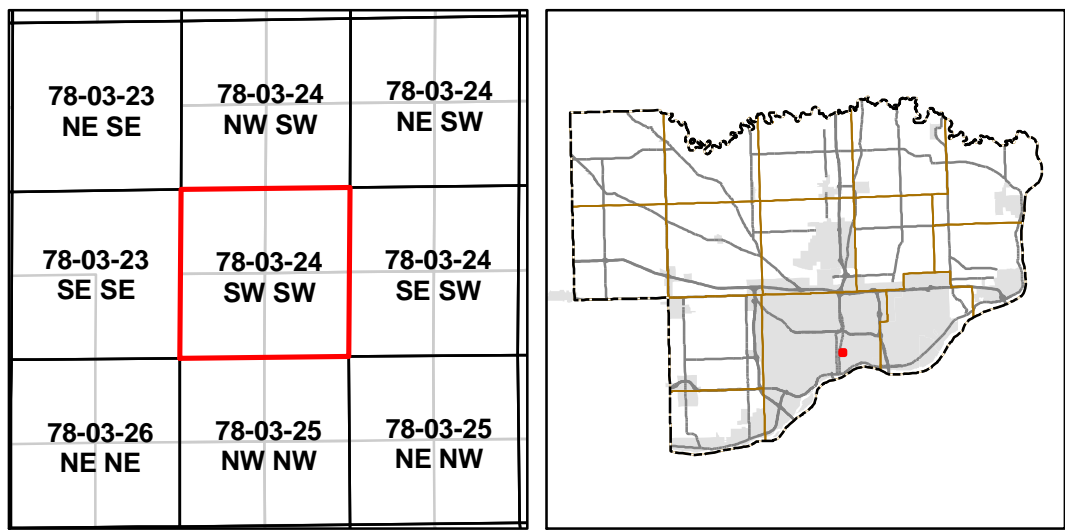 78-03-23
NE SE
78-03-24
NW SW
78-03-24
NE SW
78-03-23
SE SE
78-03-24
SW SW
78-03-24
SE SW
78-03-26
NE NE
78-03-25
NW NW
78-03-25
NE NW